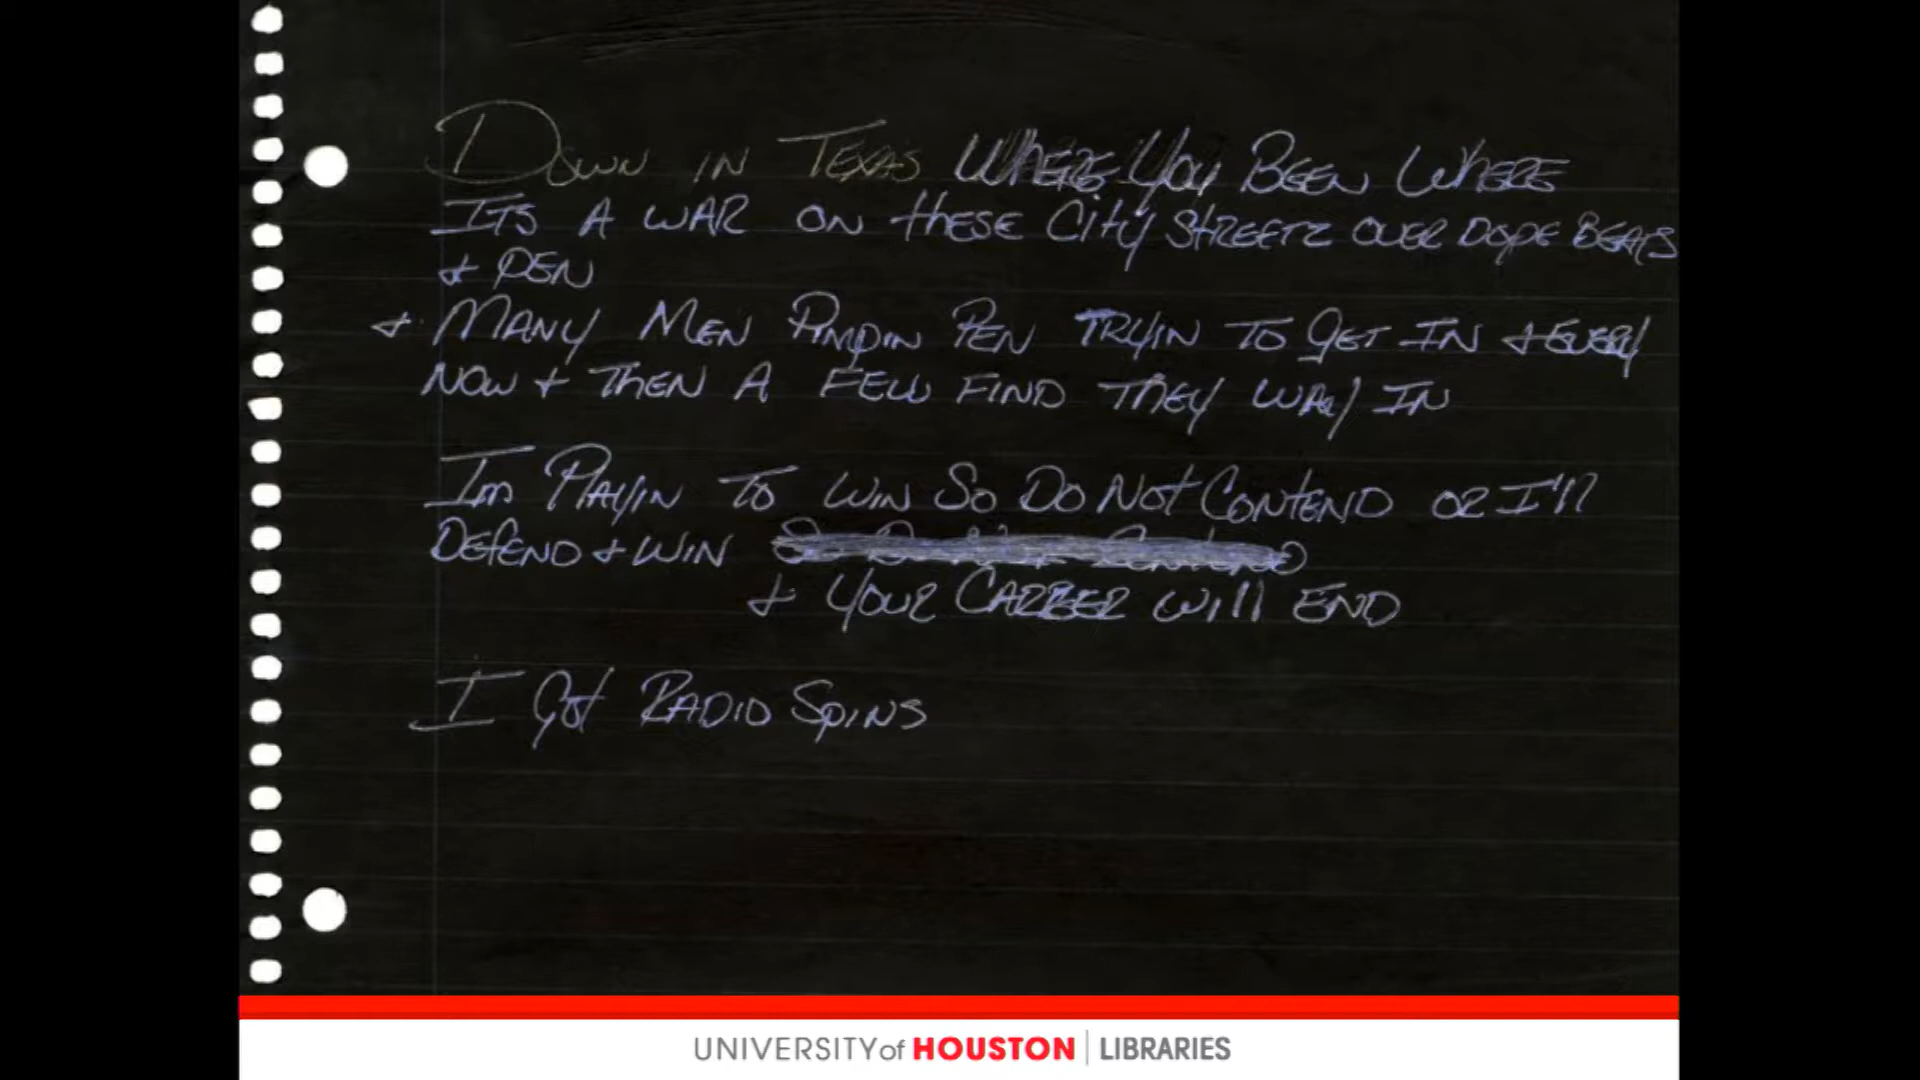 Down in Texas Where You Been Where
Its A War on these City Streetz over Dope Beats
& Pen
& Many Men Pimpin Pen Tryin To Get In & Every
Now & Then A Few Find They Way In
Im Playin To Win So Do Not Contend or I'll
Defend & Win
& Your Career will End
I Got Radio Spins
UNIVERSITY of HOUSTON | LIBRARIES